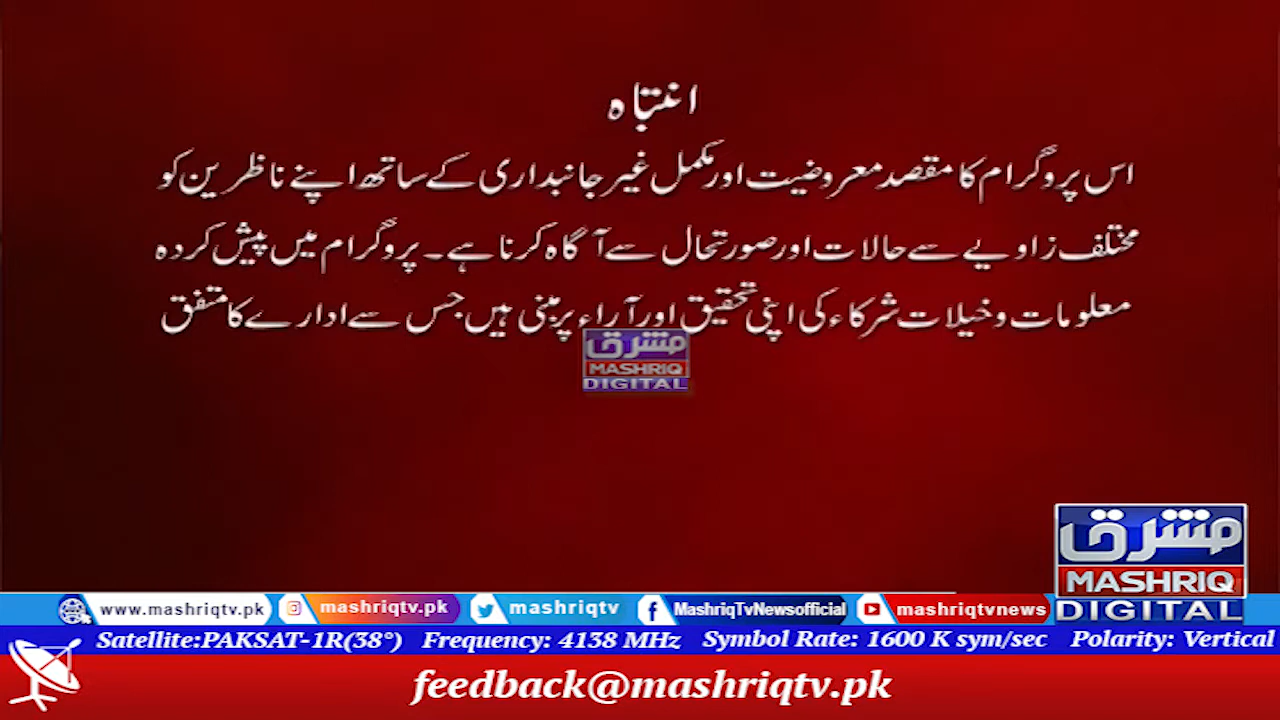 انتباہ
اس پروگرام کا مقصد معروضیت اور مکمل غیر جانبداری کے ساتھ اپنے ناظرین کو
مختلف زاویے سے حالات اور صورتحال سے آگاہ کرنا ہے۔ پروگرام میں پیش کردہ
معلومات و خیلات شرکاء کی اپنی تحقیق اور آراء پر مبنی ہیں جس سے ادارے کا متفق
مشرق
MASHRIQ
DIGITAL
مشرق
MASHRIQ
DIGITAL
www.mashriqtv.pk mashriqtv.pk mashriqtv MashriqTvNewsofficial mashriqtvnews
Satellite:PAKSAT-1R(38°) Frequency: 4138 MHz Symbol Rate: 1600 K sym/sec Polarity: Vertical
feedback@mashriqtv.pk